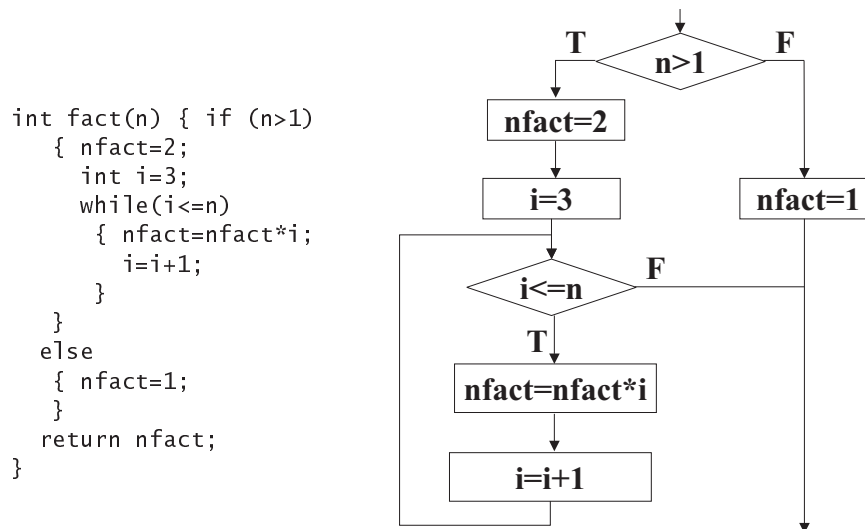 int fact(n) { if (n>1)
{ nfact=2;
int i=3;
while(i<=n)
{ nfact=nfact*i;
i=i+1;
}
}
else
{ nfact=1;
}
return nfact;
}
T
F
n>1
nfact=2
i=3
nfact=1
i<=n
F
T
nfact=nfact*i
i=i+1